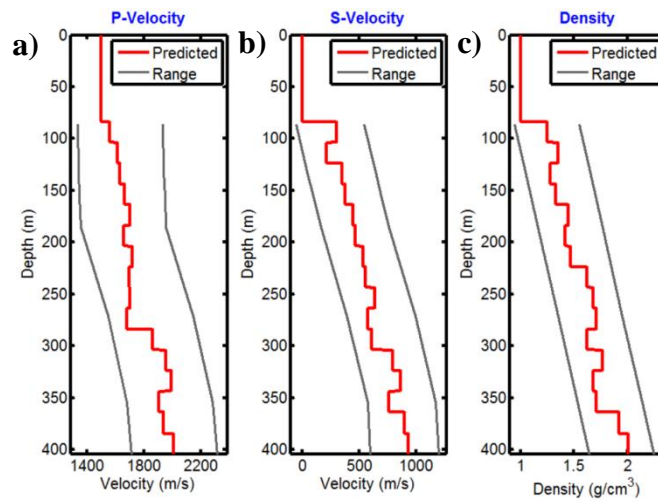 a)
P-Velocity
Predicted
Range
0
50
100
150
200
250
300
350
400
Depth (m)
1400
1800
2200
Velocity (m/s)
b)
S-Velocity
Predicted
Range
0
50
100
150
200
250
300
350
400
Depth (m)
0
500
1000
Velocity (m/s)
c)
Density
Predicted
Range
0
50
100
150
200
250
300
350
400
Depth (m)
1
1.5
2
Density (g/cm³)